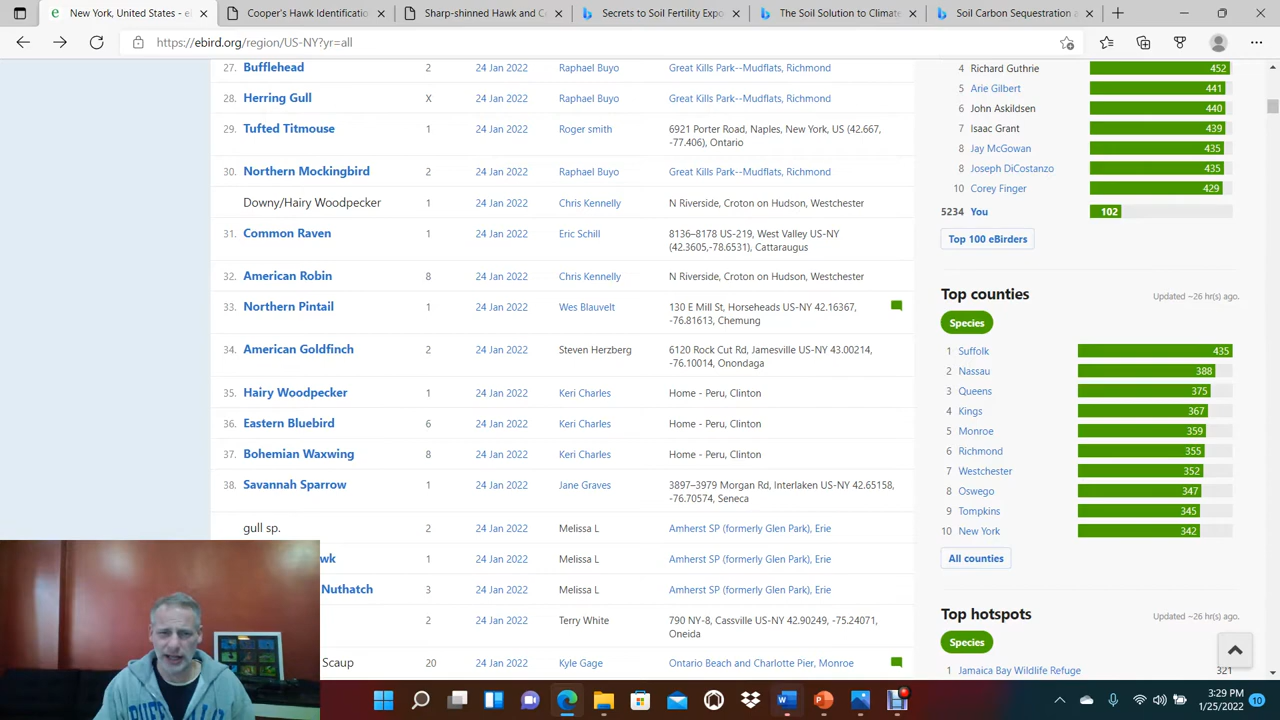 New York, United States - e
Cooper's Hawk Identification
Sharp-shinned Hawk and Co
Secrets to Soil Fertility Expo
The Soil Solution to Climate
Soil Carbon Sequestration a
https://ebird.org/region/US-NY?yr=all
27. Bufflehead 2 24 Jan 2022 Raphael Buyo Great Kills Park--Mudflats, Richmond
28. Herring Gull X 24 Jan 2022 Raphael Buyo Great Kills Park--Mudflats, Richmond
29. Tufted Titmouse 1 24 Jan 2022 Roger smith 6921 Porter Road, Naples, New York, US (42.667,
-77.406), Ontario
30. Northern Mockingbird 2 24 Jan 2022 Raphael Buyo Great Kills Park--Mudflats, Richmond
Downy/Hairy Woodpecker 1 24 Jan 2022 Chris Kennelly N Riverside, Croton on Hudson, Westchester
31. Common Raven 1 24 Jan 2022 Eric Schill 8136–8178 US-219, West Valley US-NY
(42.3605,-78.6531), Cattaraugus
32. American Robin 8 24 Jan 2022 Chris Kennelly N Riverside, Croton on Hudson, Westchester
33. Northern Pintail 1 24 Jan 2022 Wes Blauvelt 130 E Mill St, Horseheads US-NY 42.16367,
-76.81613, Chemung
34. American Goldfinch 2 24 Jan 2022 Steven Herzberg 6120 Rock Cut Rd, Jamesville US-NY 43.00214,
-76.10014, Onondaga
35. Hairy Woodpecker 1 24 Jan 2022 Keri Charles Home - Peru, Clinton
36. Eastern Bluebird 6 24 Jan 2022 Keri Charles Home - Peru, Clinton
37. Bohemian Waxwing 8 24 Jan 2022 Keri Charles Home - Peru, Clinton
38. Savannah Sparrow 1 24 Jan 2022 Jane Graves 3897–3979 Morgan Rd, Interlaken US-NY 42.65158,
-76.70574, Seneca
gull sp. 2 24 Jan 2022 Melissa L Amherst SP (formerly Glen Park), Erie
wk 1 24 Jan 2022 Melissa L Amherst SP (formerly Glen Park), Erie
Nuthatch 3 24 Jan 2022 Melissa L Amherst SP (formerly Glen Park), Erie
2 24 Jan 2022 Terry White 790 NY-8, Cassville US-NY 42.90249, -75.24071,
Oneida
Scaup 20 24 Jan 2022 Kyle Gage Ontario Beach and Charlotte Pier, Monroe
4 Richard Guthrie 452
5 Arie Gilbert 441
6 John Askildsen 440
7 Isaac Grant 439
8 Jay McGowan 435
8 Joseph DiCostanzo 435
10 Corey Finger 429
5234 You 102
Top 100 eBirders
Top counties Updated ~26 hr(s) ago.
Species
1 Suffolk 435
2 Nassau 388
3 Queens 375
4 Kings 367
5 Monroe 359
6 Richmond 355
7 Westchester 352
8 Oswego 347
9 Tompkins 345
10 New York 342
All counties
Top hotspots Updated ~26 hr(s) ago.
Species
1 Jamaica Bay Wildlife Refuge 321
BUFFALO
3:29 PM
1/25/2022
10